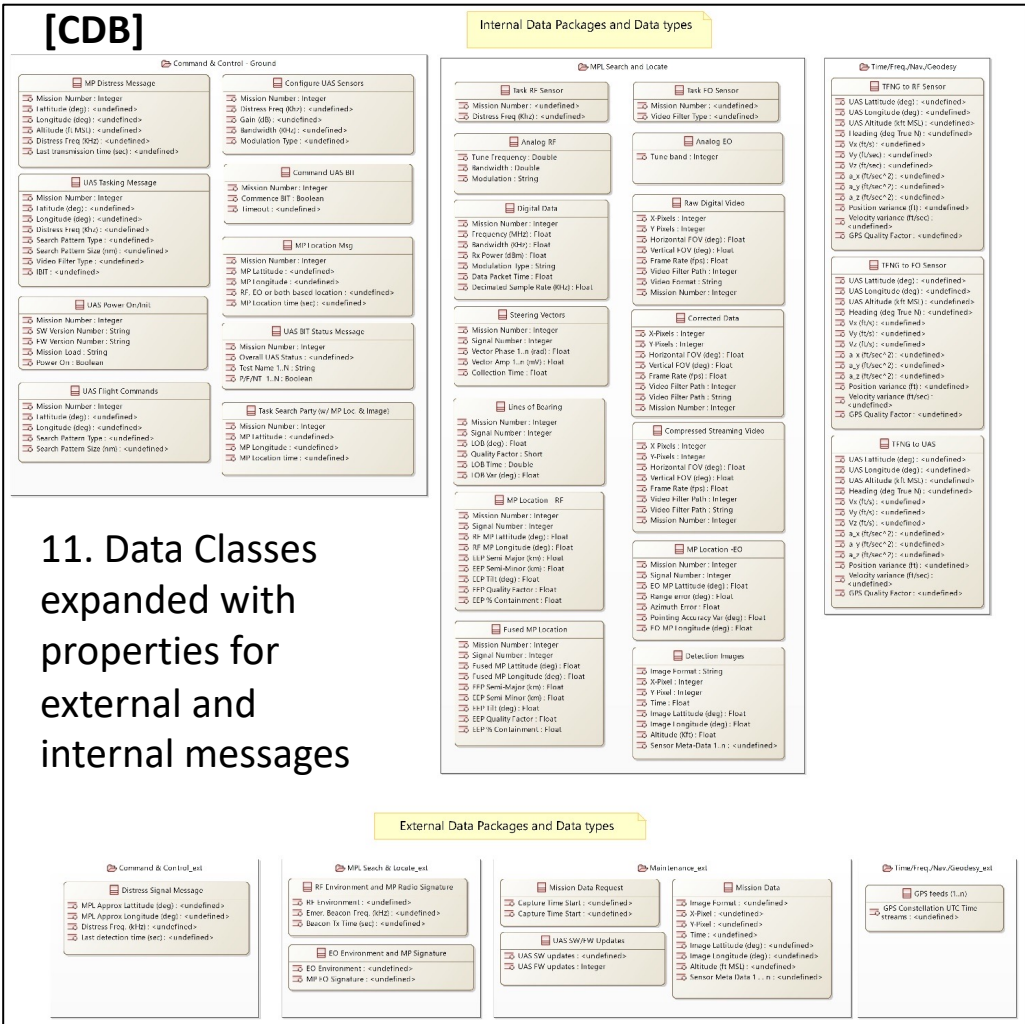 [CDB]
Internal Data Packages and Data types
Command & Control - Ground
MP Distress Message
Mission Number : Integer
Lattitude (deg) : <undefined>
Longitude (deg) : <undefined>
Altitude (ft MSL) : <undefined>
Distress Freq (KHz) : <undefined>
Last transmission time (sec) : <undefined>
UAS Tasking Message
Mission Number : Integer
Latitude (deg) : <undefined>
Longitude (deg) : <undefined>
Distress Freq (Khz) : <undefined>
Search Pattern Type : <undefined>
Search Pattern Size (nm) : <undefined>
Video Filter Type : <undefined>
IBIT : <undefined>
UAS Power On/Init
Mission Number : Integer
SW Version Number : String
FW Version Number : String
Mission Load : String
Power On : Boolean
UAS Flight Commands
Mission Number : Integer
Latitude (deg) : <undefined>
Longitude (deg) : <undefined>
Search Pattern Type : <undefined>
Search Pattern Size (nm) : <undefined>
Configure UAS Sensors
Mission Number : Integer
Distress Freq (Khz) : <undefined>
Gain (dB) : <undefined>
Bandwidth (KHz) : <undefined>
Modulation Type : <undefined>
Command UAS BIT
Mission Number : Integer
Commence BIT : Boolean
Timeout : <undefined>
MP Location Msg
Mission Number : Integer
MP Lattitude : <undefined>
MP Longitude : <undefined>
RF, EO or both based location : <undefined>
MP Location time (sec) : <undefined>
UAS BIT Status Message
Mission Number : Integer
Overall UAS Status : <undefined>
Test Name 1..N : String
P/F/NT 1..N : Boolean
Task Search Party (w/ MP Loc. & Image)
Mission Number : Integer
MP Lattitude : <undefined>
MP Longitude : <undefined>
MP Location time : <undefined>
MPL Search and Locate
Task RF Sensor
Mission Number : <undefined>
Distress Freq (Khz) : <undefined>
Analog RF
Tune Frequency : Double
Bandwidth : Double
Modulation : String
Digital Data
Mission Number : Integer
Frequency (MHz) : Float
Bandwidth (KHz) : Float
Rx Power (dBm) : Float
Modulation Type : String
Data Packet Time : Float
Decimated Sample Rate (KHz) : Float
Steering Vectors
Mission Number : Integer
Signal Number : Integer
Vector Phase 1..n (rad) : Float
Vector Amp 1..n (mV) : Float
Collection Time : Float
Lines of Bearing
Mission Number : Integer
Signal Number : Integer
LOB (deg) : Float
Quality Factor : Short
LOB Time : Double
LOB Var (deg) : Float
MP Location RF
Mission Number : Integer
Signal Number : Integer
RF MP Lattitude (deg) : Float
RF MP Longitude (deg) : Float
EEP Semi Major (km) : Float
EEP Semi-Minor (km) : Float
EEP Tilt (deg) : Float
EEP Quality Factor : Float
EEP % Containment : Float
Fused MP Location
Mission Number : Integer
Signal Number : Integer
Fused MP Lattitude (deg) : Float
Fused MP Longitude (deg) : Float
EEP Semi-Major (km) : Float
EEP Semi Minor (km) : Float
EEP Tilt (deg) : Float
EEP Quality Factor : Float
EEP % Containment : Float
Task EO Sensor
Mission Number : <undefined>
Video Filter Type : <undefined>
Analog EO
Tune band : Integer
Raw Digital Video
X-Pixels : Integer
Y Pixels : Integer
Horizontal FOV (deg) : Float
Vertical FOV (deg) : Float
Frame Rate (fps) : Float
Video Filter Path : Integer
Video Format : String
Mission Number : Integer
Corrected Data
X-Pixels : Integer
Y-Pixels : Integer
Horizontal FOV (deg) : Float
Vertical FOV (deg) : Float
Frame Rate (fps) : Float
Video Filter Path : Integer
Video Filter Path : String
Mission Number : Integer
Compressed Streaming Video
X Pixels : Integer
Y-Pixels : Integer
Horizontal FOV (deg) : Float
Vertical FOV (deg) : Float
Frame Rate (fps) : Float
Video Filter Path : Integer
Video Filter Path : String
Mission Number : Integer
MP Location -EO
Mission Number : Integer
Signal Number : Integer
EO MP Lattitude (deg) : Float
Range error (deg) : Float
Azimuth Error : Float
Pointing Accuracy Var (deg) : Float
EO MP Longitude (deg) : Float
Detection Images
Image Format : String
X-Pixel : Integer
Y Pixel : Integer
Time : Float
Image Lattitude (deg) : Float
Image Longitude (deg) : Float
Altitude (Kft) : Float
Sensor Meta-Data 1..n : <undefined>
Time/Freq./Nav./Geodesy
TFNG to RF Sensor
UAS Lattitude (deg) : <undefined>
UAS Longitude (deg) : <undefined>
UAS Altitude (kft MSL) : <undefined>
Heading (deg True N) : <undefined>
Vx (ft/s) : <undefined>
Vy (ft/sec) : <undefined>
Vz (ft/sec) : <undefined>
a_x (ft/sec^2) : <undefined>
a_y (ft/sec^2) : <undefined>
a_z (ft/sec^2) : <undefined>
Position variance (ft) : <undefined>
Velocity variance (ft/sec) :
<undefined>
GPS Quality Factor : <undefined>
TFNG to EO Sensor
UAS Lattitude (deg) : <undefined>
UAS Longitude (deg) : <undefined>
UAS Altitude (kft MSL) : <undefined>
Heading (deg True N) : <undefined>
Vx (ft/s) : <undefined>
Vy (ft/s) : <undefined>
Vz (ft/s) : <undefined>
a x (ft/sec^2) : <undefined>
a_y (ft/sec^2) : <undefined>
a_z (ft/sec^2) : <undefined>
Position variance (ft) : <undefined>
Velocity variance (ft/sec) :
<undefined>
GPS Quality Factor : <undefined>
TFNG to UAS
UAS Lattitude (deg) : <undefined>
UAS Longitude (deg) : <undefined>
UAS Altitude (kft MSL) : <undefined>
Heading (deg True N) : <undefined>
Vx (ft/s) : <undefined>
Vy (ft/s) : <undefined>
Vz (ft/s) : <undefined>
a_x (ft/sec^2) : <undefined>
a y (ft/sec^2) : <undefined>
a_z (ft/sec^2) : <undefined>
Position variance (ft) : <undefined>
Velocity variance (ft/sec) :
<undefined>
GPS Quality Factor : <undefined>
11. Data Classes
expanded with
properties for
external and
internal messages
External Data Packages and Data types
Command & Control_ext
Distress Signal Message
MPL Approx Lattitude (deg) : <undefined>
MPL Approx Longitude (deg) : <undefined>
Distress Freq. (kHz) : <undefined>
Last detection time (sec) : <undefined>
MPL Seach & Locate_ext
RF Environment and MP Radio Signature
RF Environment : <undefined>
Emer. Beacon Freq. (kHz) : <undefined>
Beacon Tx Time (sec) : <undefined>
EO Environment and MP Signature
EO Environment : <undefined>
MP EO Signature : <undefined>
Maintenance_ext
Mission Data Request
Capture Time Start : <undefined>
Capture Time Start : <undefined>
UAS SW/FW Updates
UAS SW updates : <undefined>
UAS FW updates : Integer
Mission Data
Image Format : <undefined>
X-Pixel : <undefined>
Y-Pixel : <undefined>
Time : <undefined>
Image Lattitude (deg) : <undefined>
Image Longitude (deg) : <undefined>
Altitude (ft MSL) : <undefined>
Sensor Meta Data 1 . . n : <undefined>
Time/Freq./Nav./Geodesy_ext
GPS feeds (1..n)
GPS Constellation UTC Time
streams : <undefined>